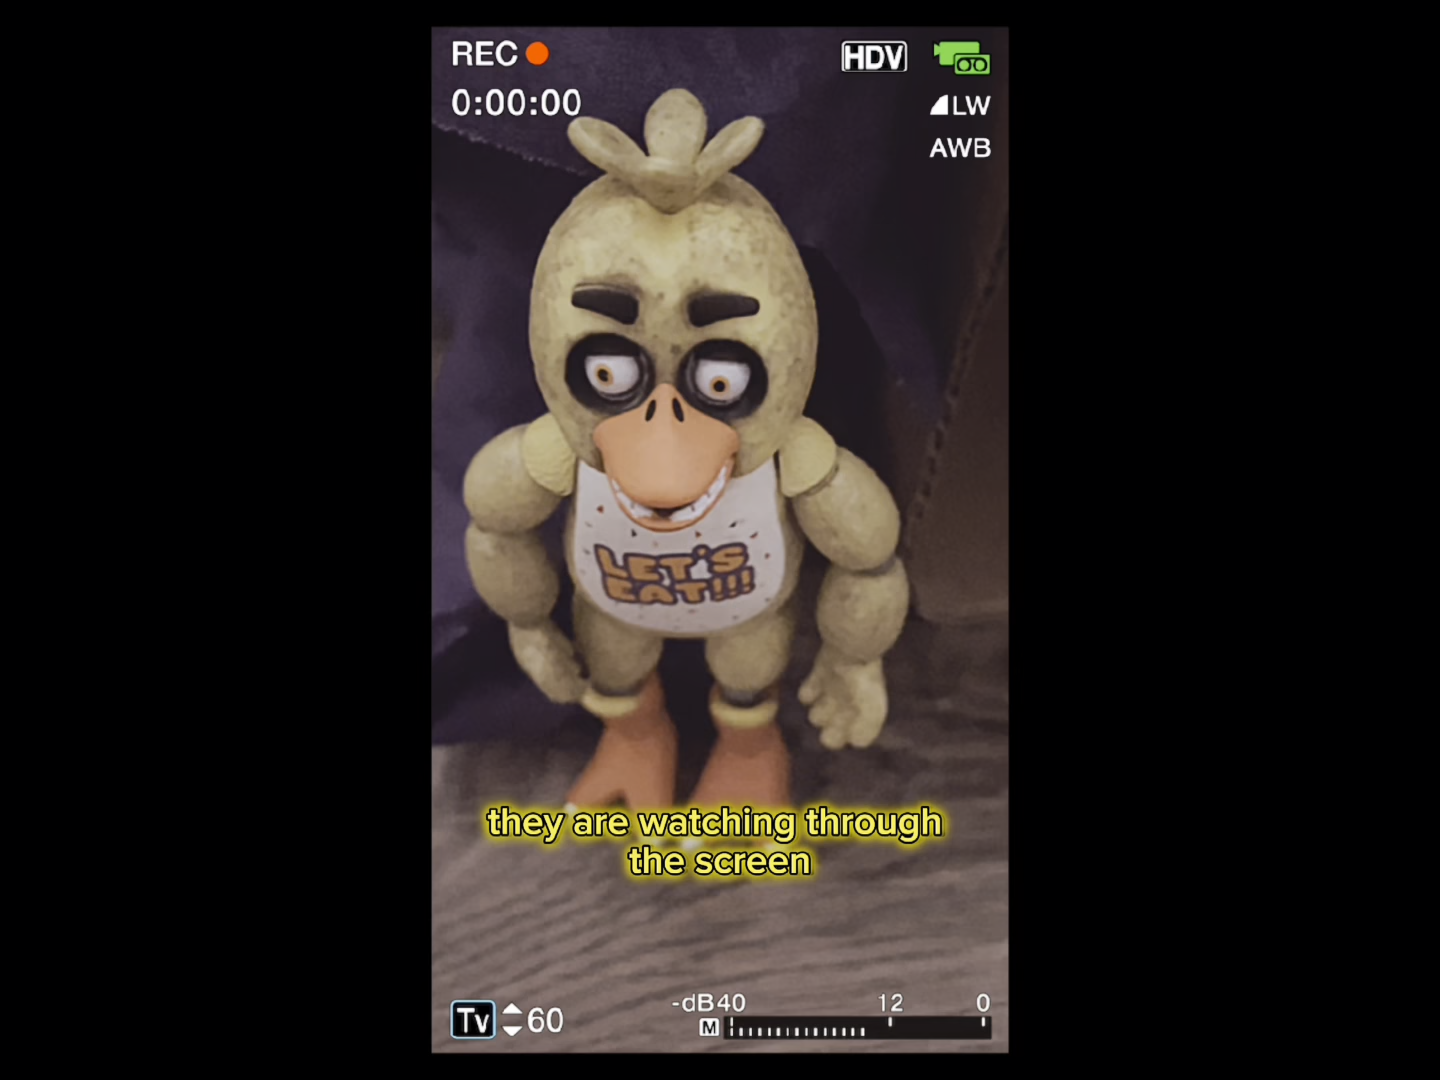 REC
HDV
0:00:00
LW
AWB
LET'S
EAT!!!
they are watching through
the screen
Tv 60
-dB40 12 0
M